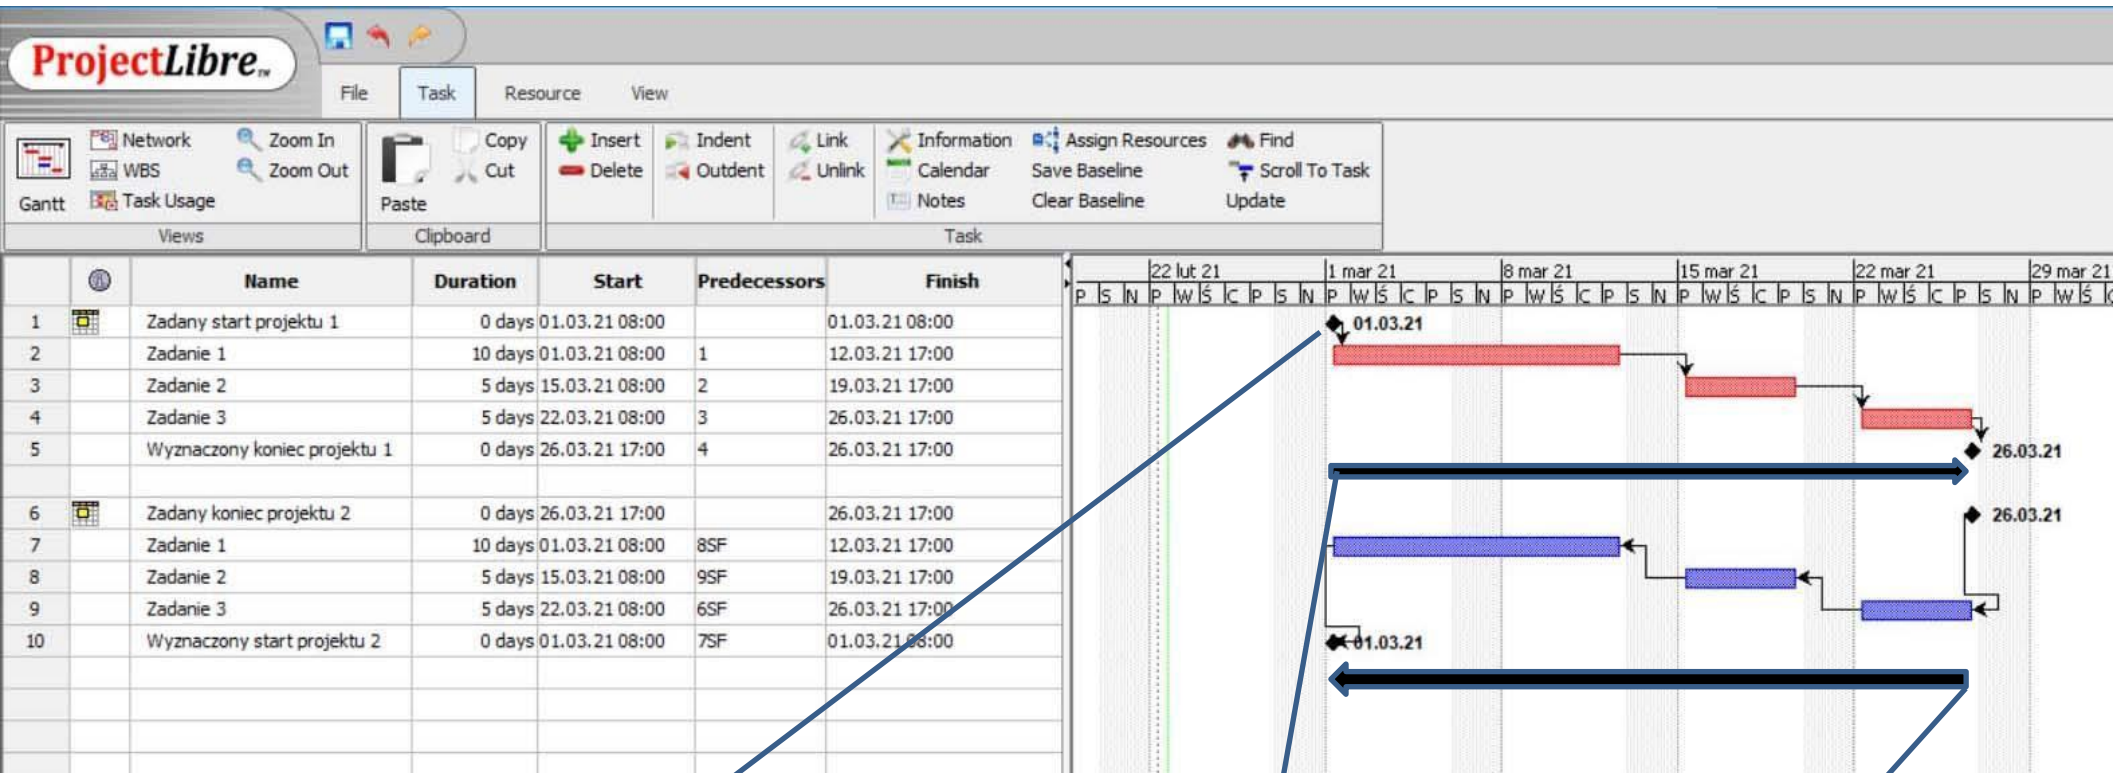 ProjectLibre™
File Task Resource View
Network Zoom In Copy Insert Indent Link Information Assign Resources Find
WBS Zoom Out Cut Delete Outdent Unlink Calendar Save Baseline Scroll To Task
Gantt Task Usage Paste Notes Clear Baseline Update
Views Clipboard Task
Name Duration Start Predecessors Finish
22 lut 21 1 mar 21 8 mar 21 15 mar 21 22 mar 21 29 mar 21
P S N P W Ś C P S N P W Ś C P S N P W Ś C P S N P W Ś C P S N P W Ś C P S N P W Ś
1 Zadany start projektu 1 0 days 01.03.21 08:00 01.03.21 08:00 01.03.21
2 Zadanie 1 10 days 01.03.21 08:00 1 12.03.21 17:00
3 Zadanie 2 5 days 15.03.21 08:00 2 19.03.21 17:00
4 Zadanie 3 5 days 22.03.21 08:00 3 26.03.21 17:00
5 Wyznaczony koniec projektu 1 0 days 26.03.21 17:00 4 26.03.21 17:00 26.03.21
6 Zadany koniec projektu 2 0 days 26.03.21 17:00 26.03.21 17:00 26.03.21
7 Zadanie 1 10 days 01.03.21 08:00 8SF 12.03.21 17:00
8 Zadanie 2 5 days 15.03.21 08:00 9SF 19.03.21 17:00
9 Zadanie 3 5 days 22.03.21 08:00 6SF 26.03.21 17:00
10 Wyznaczony start projektu 2 0 days 01.03.21 08:00 7SF 01.03.21 08:00 01.03.21